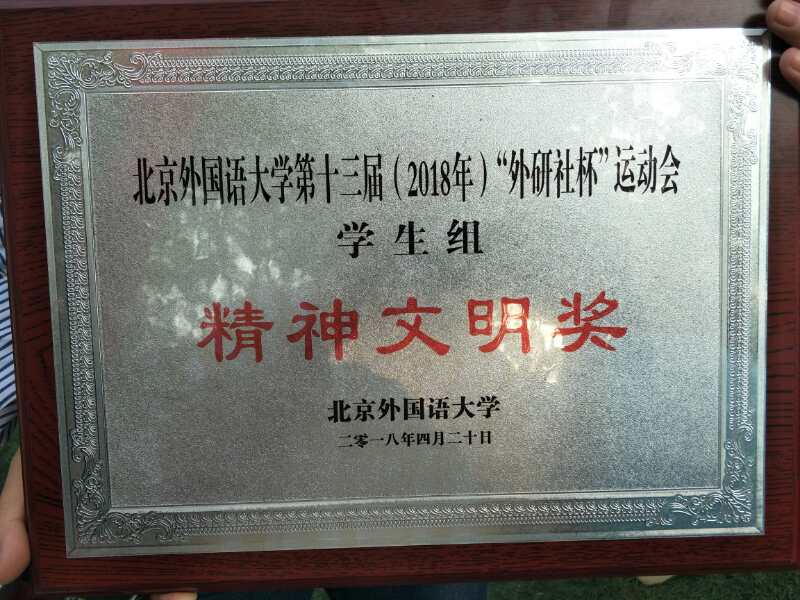 北京外国语大学第十三届（2018年）“外研社杯”运动会
学生组
精神文明奖
北京外国语大学
二零一八年四月二十日